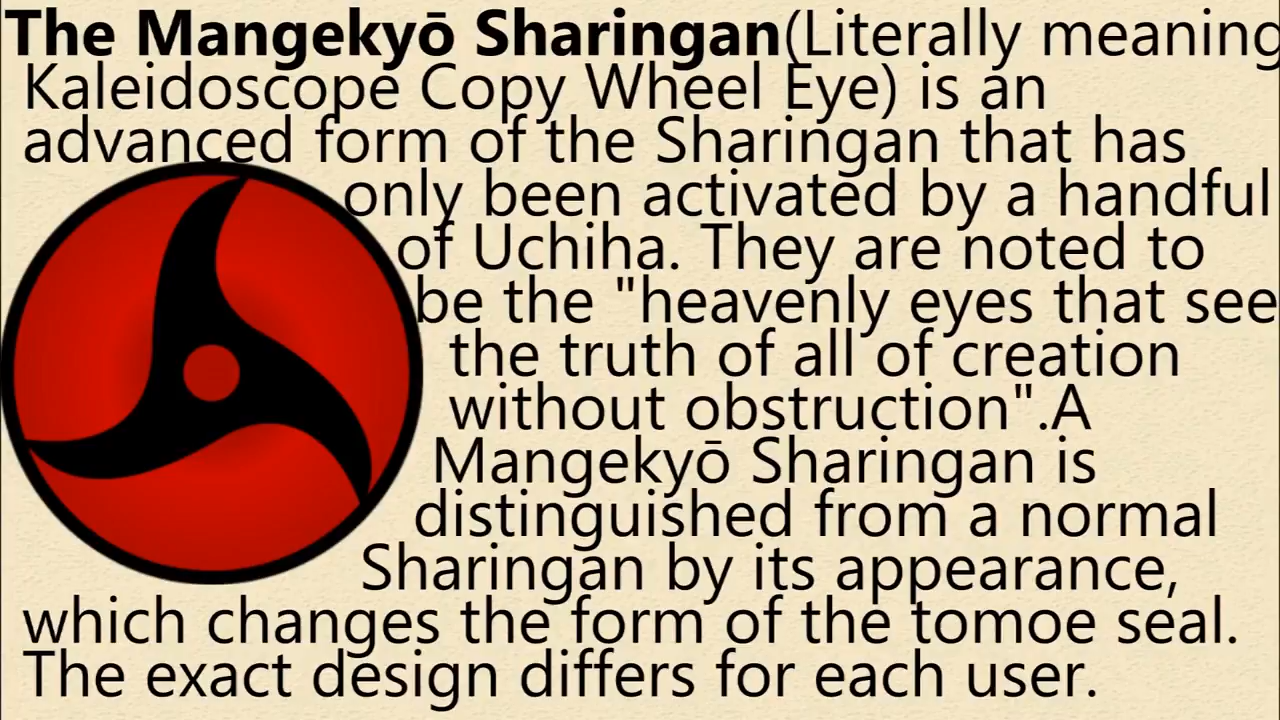 The Mangekyō Sharingan(Literally meaning
Kaleidoscope Copy Wheel Eye) is an
advanced form of the Sharingan that has
only been activated by a handful
of Uchiha. They are noted to
be the "heavenly eyes that see
the truth of all of creation
without obstruction".A
Mangekyō Sharingan is
distinguished from a normal
Sharingan by its appearance,
which changes the form of the tomoe seal.
The exact design differs for each user.